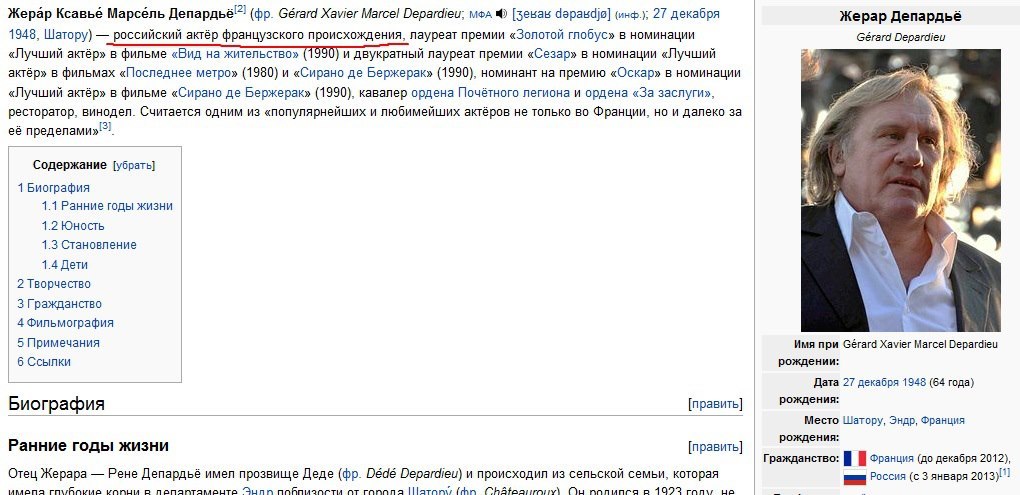 Жера́р Ксавье́ Марсе́ль Депардьё[2] (фр. Gérard Xavier Marcel Depardieu; МФА [ʒeʁaʁ dəpaʁdjø] (инф.); 27 декабря
1948, Шатору) — российский актёр французского происхождения, лауреат премии «Золотой глобус» в номинации
«Лучший актёр» в фильме «Вид на жительство» (1990) и двукратный лауреат премии «Сезар» в номинации «Лучший
актёр» в фильмах «Последнее метро» (1980) и «Сирано де Бержерак» (1990), номинант на премию «Оскар» в номинации
«Лучший актёр» в фильме «Сирано де Бержерак» (1990), кавалер ордена Почётного легиона и ордена «За заслуги»,
ресторатор, винодел. Считается одним из «популярнейших и любимейших актёров не только во Франции, но и далеко за
её пределами»[3].
Содержание [убрать]
1 Биография
1.1 Ранние годы жизни
1.2 Юность
1.3 Становление
1.4 Дети
2 Творчество
3 Гражданство
4 Фильмография
5 Примечания
6 Ссылки
Биография [править]
Ранние годы жизни [править]
Отец Жерара — Рене Депардьё имел прозвище Деде (фр. Dédé Depardieu) и происходил из сельской семьи, которая
имела глубокие корни в департаменте Эндр поблизости от города Шатору́ (фр. Châteauroux). Он родился в 1923 году, не
Жерар Депардьё
Gérard Depardieu
Имя при рождении: Gérard Xavier Marcel Depardieu
Дата рождения: 27 декабря 1948 (64 года)
Место рождения: Шатору, Эндр, Франция
Гражданство: Франция (до декабря 2012),
Россия (с 3 января 2013)[1]